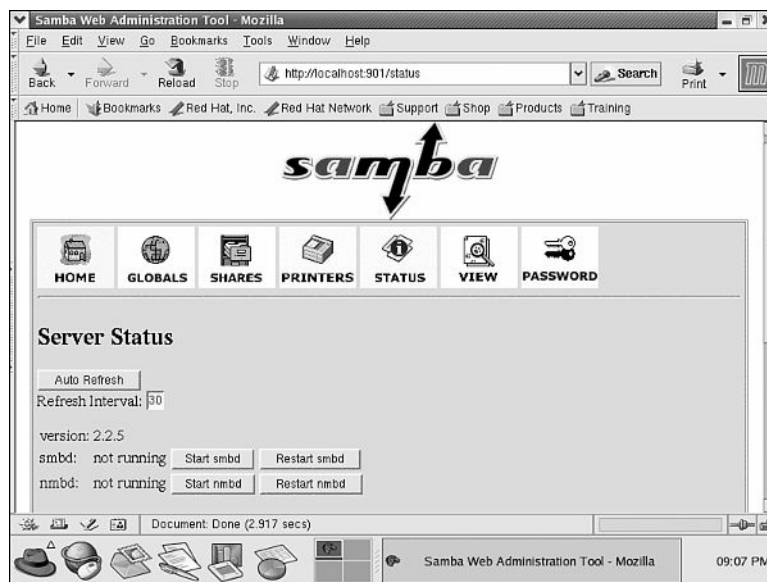 Samba Web Administration Tool - Mozilla
File Edit View Go Bookmarks Tools Window Help
Back Forward Reload Stop http://localhost:901/status Search Print
Home Bookmarks Red Hat, Inc. Red Hat Network Support Shop Products Training
samba
HOME GLOBALS SHARES PRINTERS STATUS VIEW PASSWORD
Server Status
Auto Refresh
Refresh Interval: 30
version: 2.2.5
smbd: not running Start smbd Restart smbd
nmbd: not running Start nmbd Restart nmbd
Document: Done (2.917 secs)
Samba Web Administration Tool - Mozilla 09:07 PM